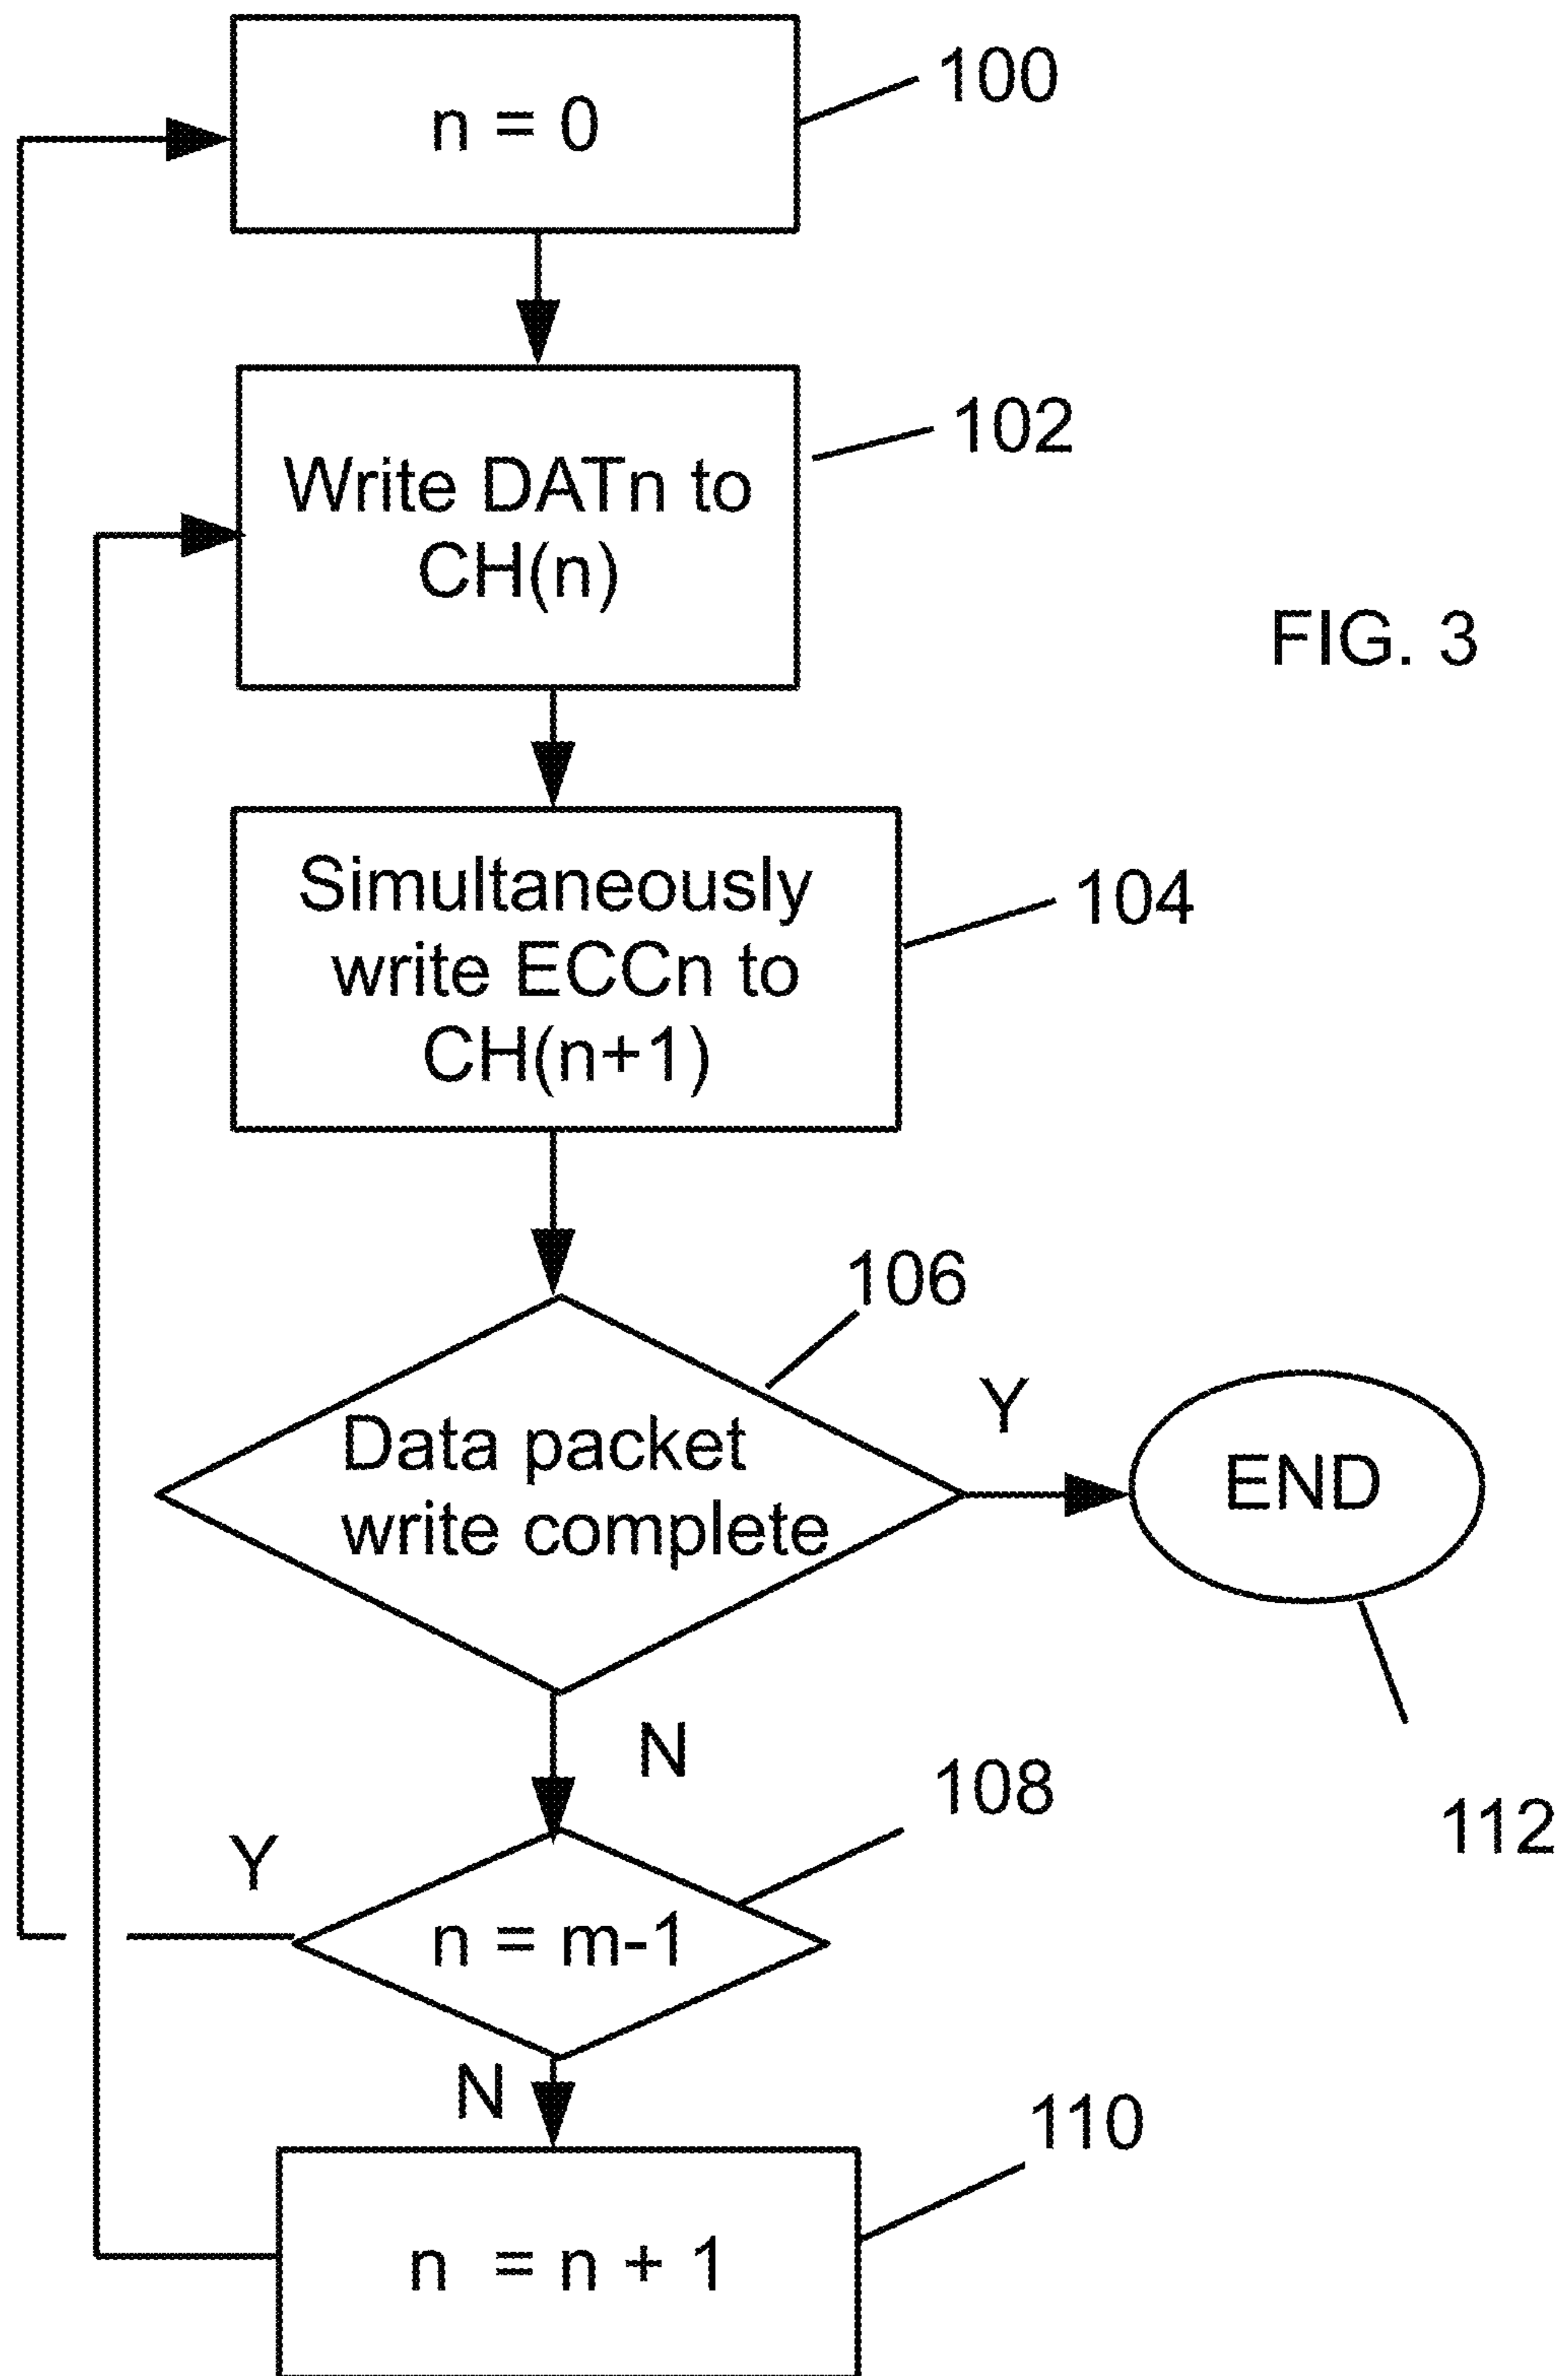 n = 0
100
Write DATn to
CH(n)
102
FIG. 3
Simultaneously
write ECCn to
CH(n+1)
104
106
Data packet
write complete
Y
END
112
N
108
Y
n = m-1
N
110
n = n + 1